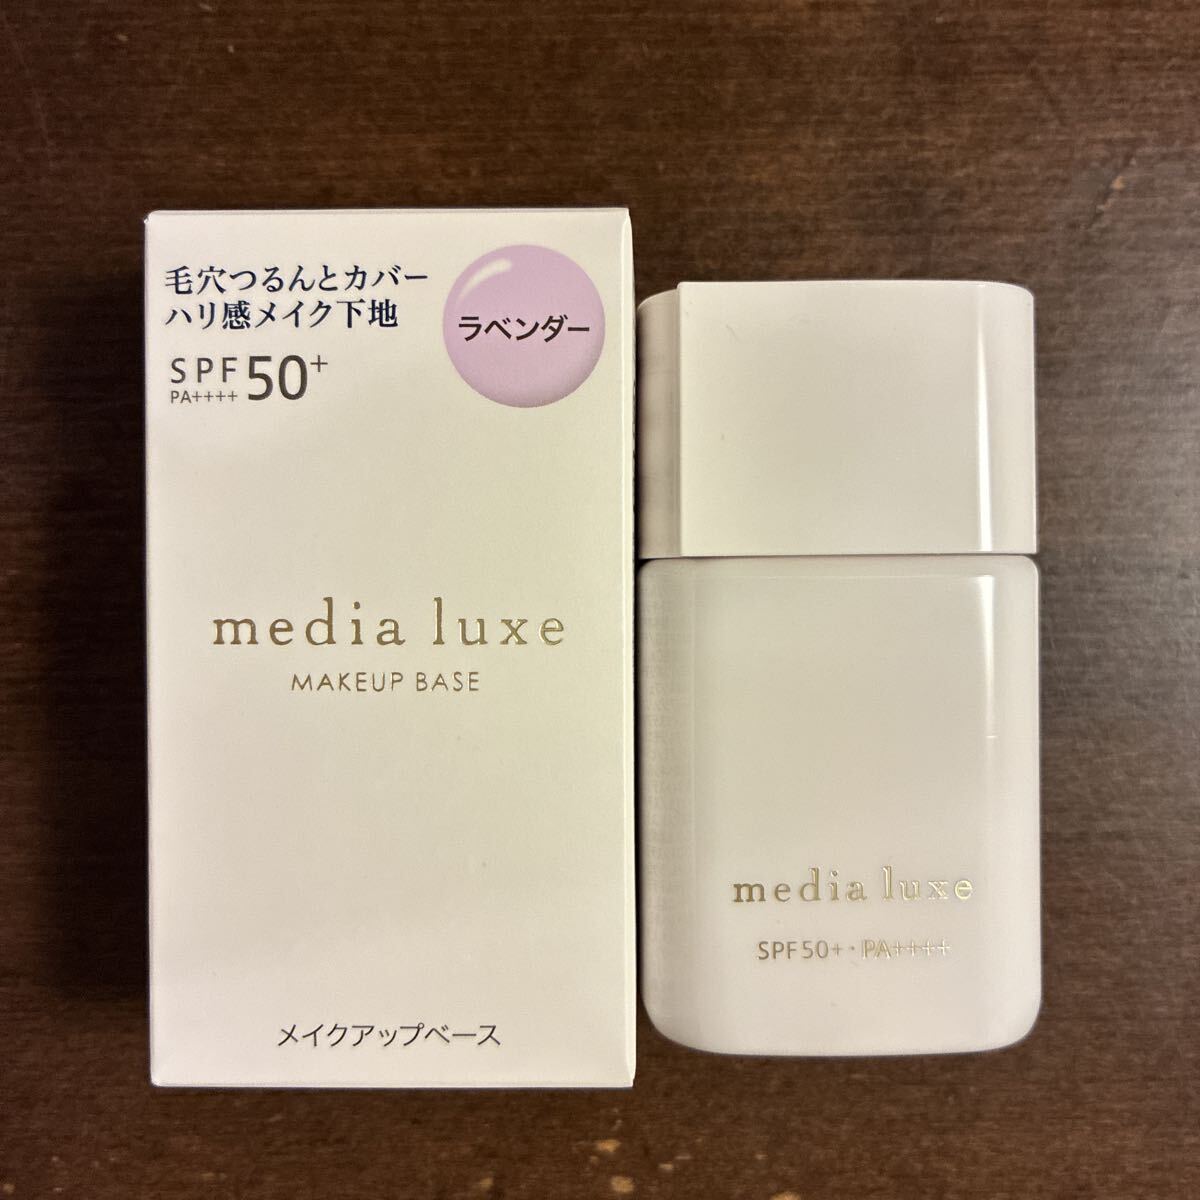 毛穴つるんとカバー
ハリ感メイク下地
SPF 50+
PA++++
ラベンダー
media luxe
MAKEUP BASE
メイクアップベース
media luxe
SPF50+・PA++++